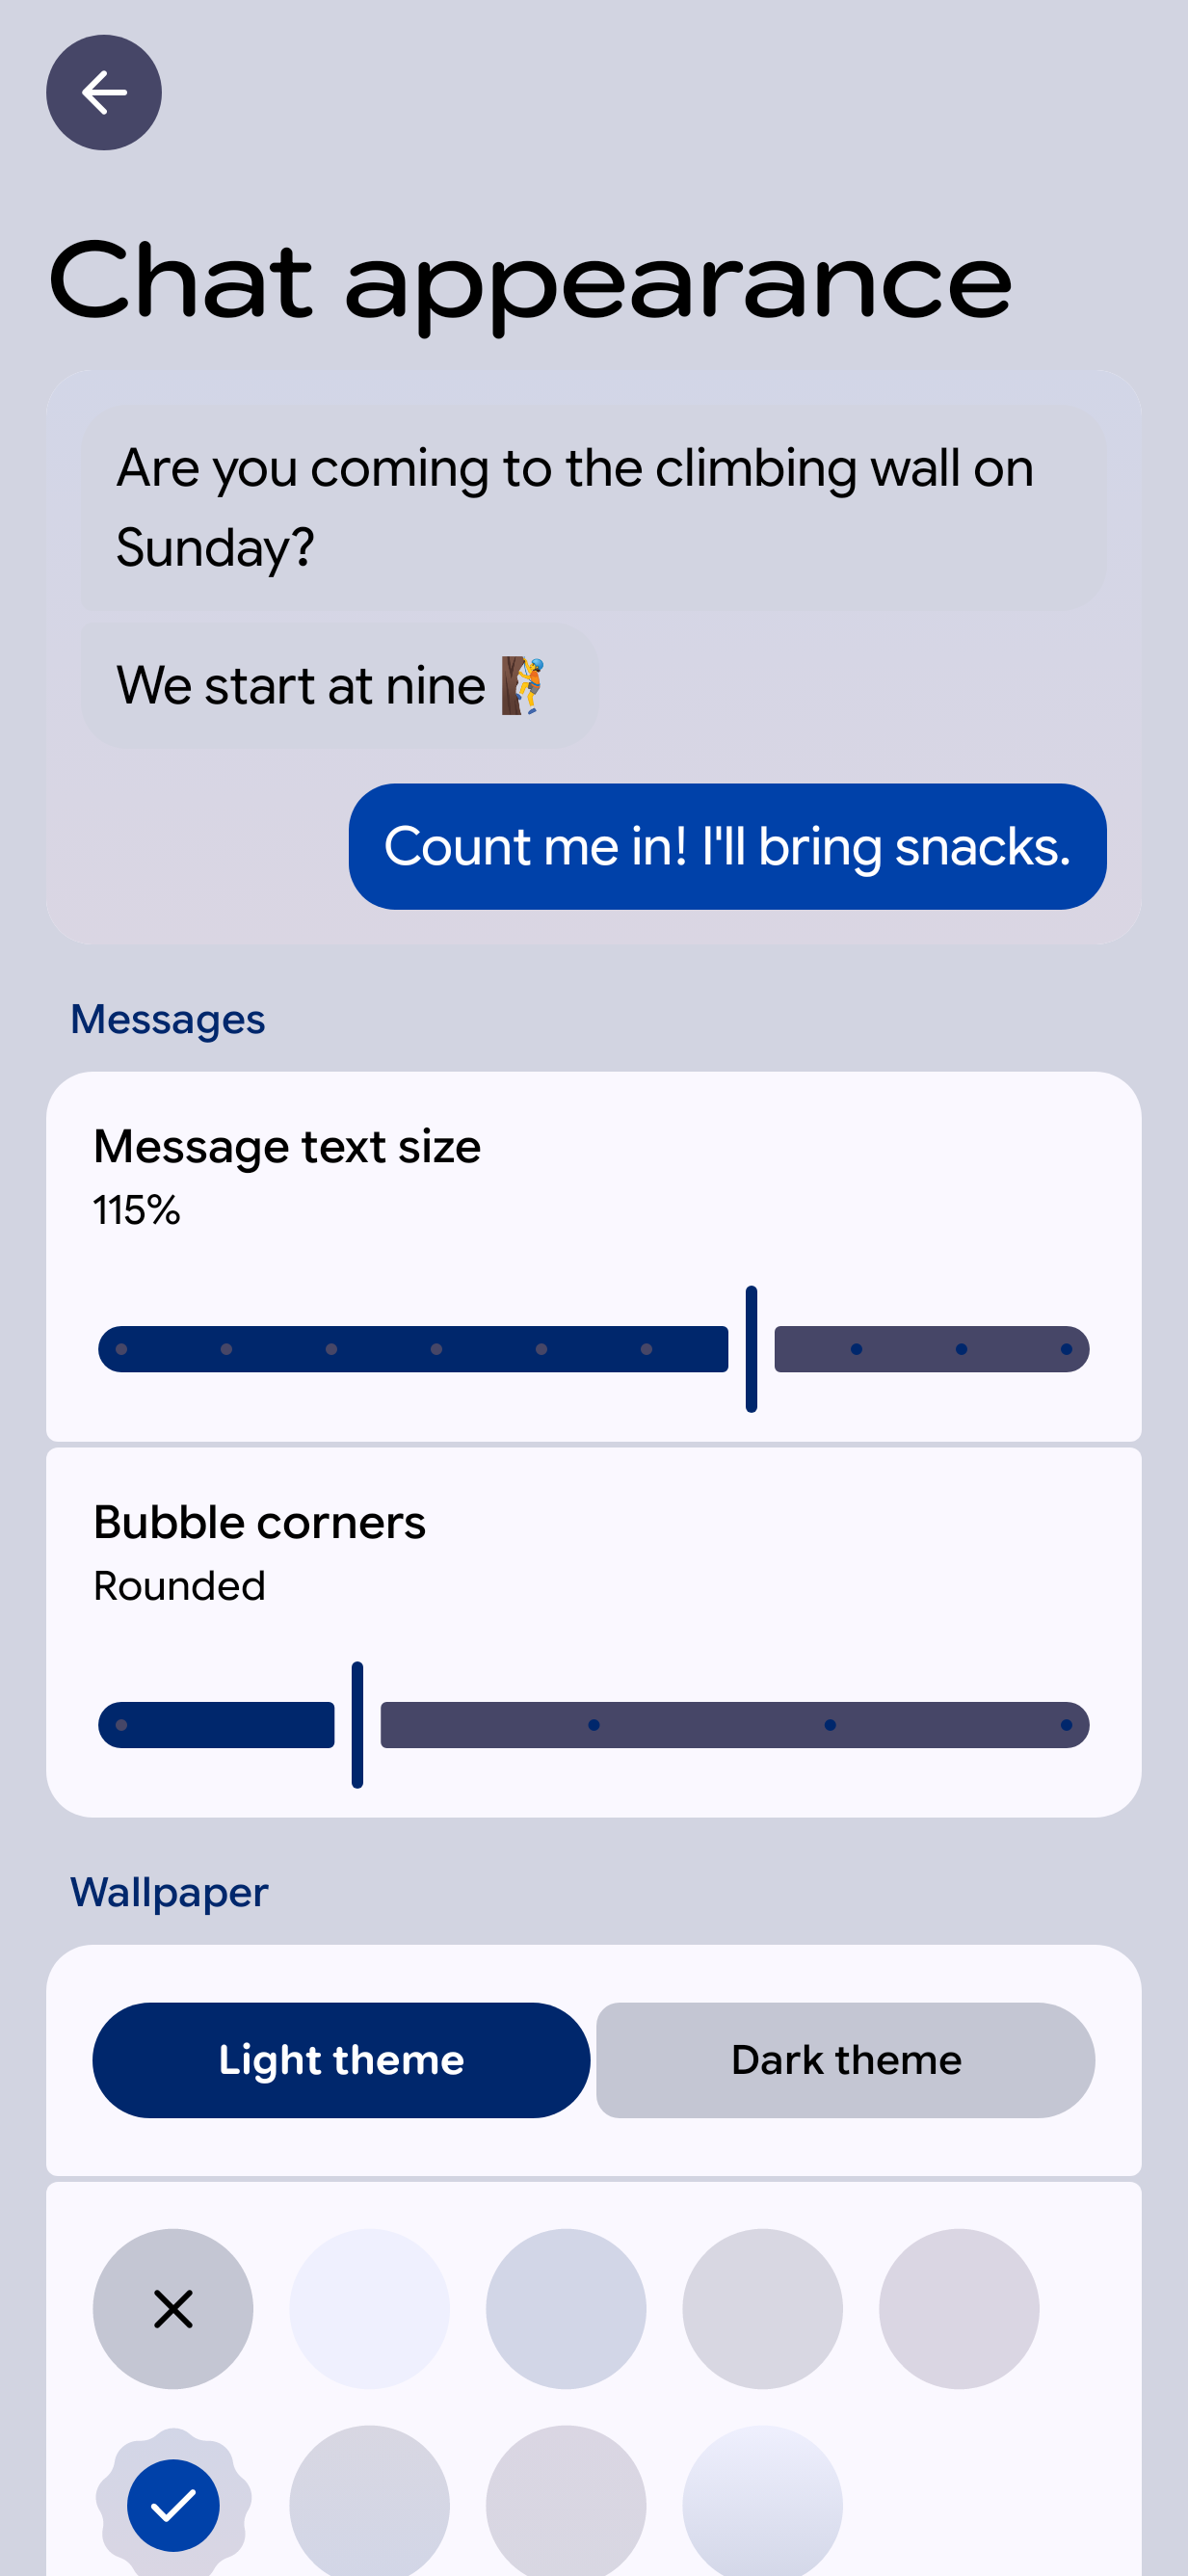 Chat appearance
Are you coming to the climbing wall on
Sunday?
We start at nine 🧗
Count me in! I'll bring snacks.
Messages
Message text size
115%
Bubble corners
Rounded
Wallpaper
Light theme
Dark theme